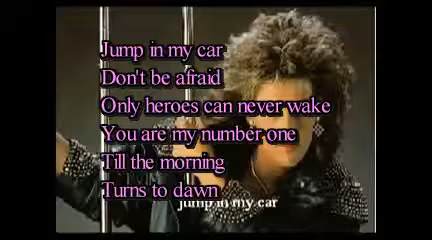 Jump in my car
Don't be afraid
Only heroes can never wake
You are my number one
Till the morning
Turns to dawn
jump in my car